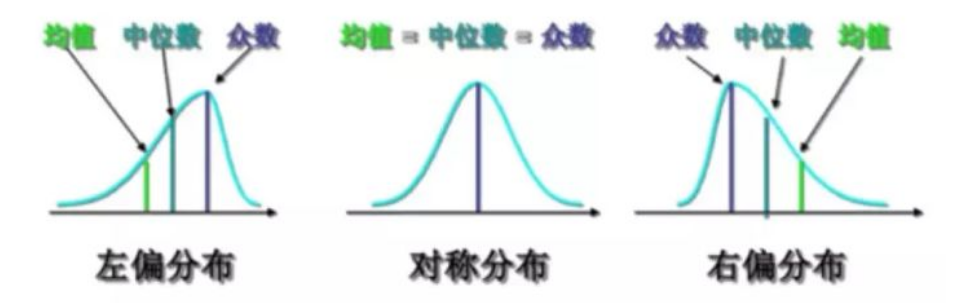 均值 中位数 众数
均值 = 中位数 = 众数
众数 中位数 均值
左偏分布
对称分布
右偏分布